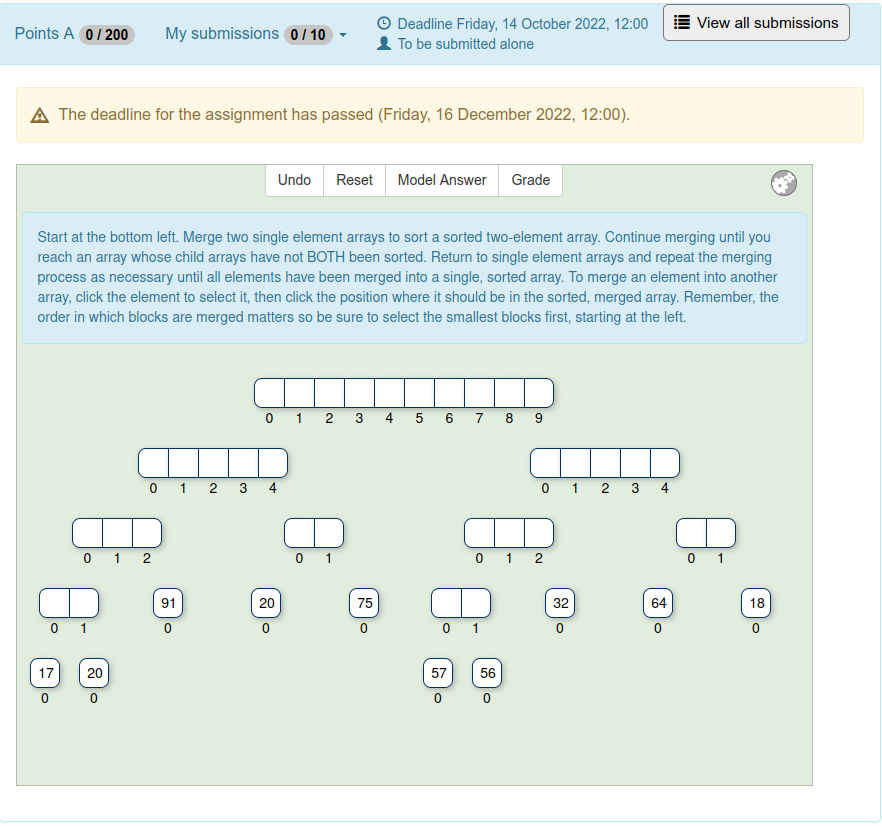 Points A 0 / 200 My submissions 0 / 10 Deadline Friday, 14 October 2022, 12:00 View all submissions
To be submitted alone
The deadline for the assignment has passed (Friday, 16 December 2022, 12:00).
Undo Reset Model Answer Grade
Start at the bottom left. Merge two single element arrays to sort a sorted two-element array. Continue merging until you
reach an array whose child arrays have not BOTH been sorted. Return to single element arrays and repeat the merging
process as necessary until all elements have been merged into a single, sorted array. To merge an element into another
array, click the element to select it, then click the position where it should be in the sorted, merged array. Remember, the
order in which blocks are merged matters so be sure to select the smallest blocks first, starting at the left.
0 1 2 3 4 5 6 7 8 9
0 1 2 3 4 0 1 2 3 4
0 1 2 0 1 0 1 2 0 1
91 20 75 32 64 18
0 1 0 0 0 0 1 0 0 0
17 20 57 56
0 0 0 0